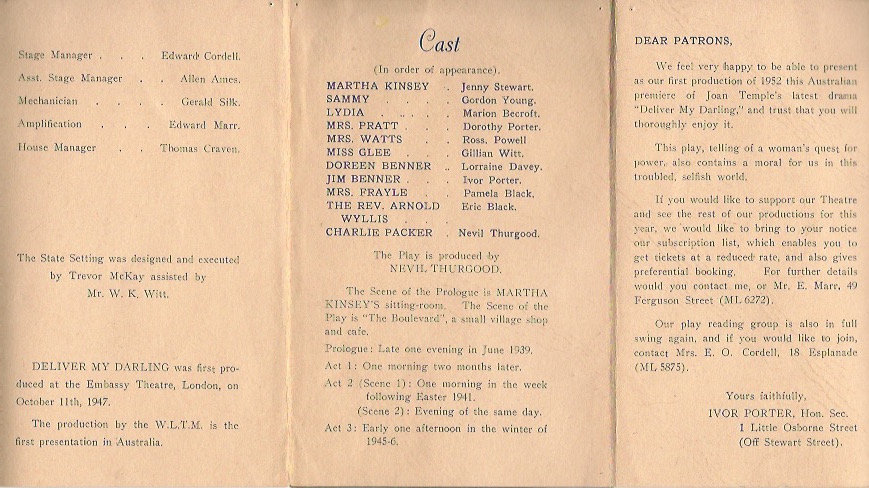 Stage Manager . . . Edward Cordell.
Asst. Stage Manager . . Allen Ames.
Mechanician . . . Gerald Silk.
Amplification . . . . Edward Marr.
House Manager . . Thomas Craven.
The State Setting was designed and executed
by Trevor McKay assisted by
Mr. W. K. Witt.
DELIVER MY DARLING was first pro-
duced at the Embassy Theatre, London, on
October 11th, 1947.
The production by the W.L.T.M. is the
first presentation in Australia.
Cast
(In order of appearance).
MARTHA KINSEY . Jenny Stewart.
SAMMY . . . . Gordon Young.
LYDIA . . . . . Marion Becroft.
MRS. PRATT . . . Dorothy Porter.
MRS. WATTS . . Ross. Powell
MISS GLEE . . . Gillian Witt.
DOREEN BENNER .. Lorraine Davey.
JIM BENNER . . . Ivor Porter.
MRS. FRAYLE . . Pamela Black.
THE REV. ARNOLD Eric Black.
WYLLIS . . .
CHARLIE PACKER . Nevil Thurgood.
The Play is produced by
NEVIL THURGOOD.
The Scene of the Prologue is MARTHA
KINSEY'S sitting-room. The Scene of the
Play is "The Boulevard", a small village shop
and cafe.
Prologue: Late one evening in June 1939.
Act 1: One morning two months later.
Act 2 (Scene 1): One morning in the week
following Easter 1941.
(Scene 2): Evening of the same day.
Act 3: Early one afternoon in the winter of
1945-6.
DEAR PATRONS,
We feel very happy to be able to present
as our first production of 1952 this Australian
premiere of Joan Temple's latest drama
"Deliver My Darling," and trust that you will
thoroughly enjoy it.
This play, telling of a woman's quest for
power, also contains a moral for us in this
troubled, selfish world.
If you would like to support our Theatre
and see the rest of our productions for this
year, we would like to bring to your notice
our subscription list, which enables you to
get tickets at a reduced rate, and also gives
preferential booking. For further details
would you contact me, or Mr. E. Marr, 49
Ferguson Street (ML 6272).
Our play reading group is also in full
swing again, and if you would like to join,
contact Mrs. E. O. Cordell, 18 Esplanade
(ML 5875).
Yours faithfully,
IVOR PORTER, Hon. Sec.
1 Little Osborne Street
(Off Stewart Street).